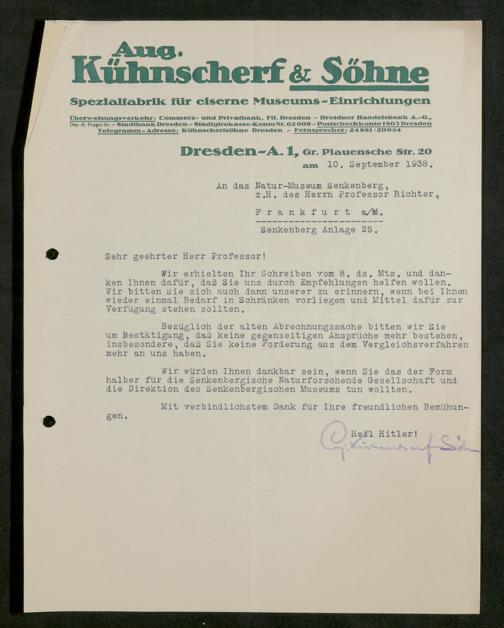 Aug.
Kühnscherf & Söhne
Spezialfabrik für eiserne Museums-Einrichtungen
Überweisungsverkehr: Commerz- und Privatbank, Fil. Dresden - Dresdner Handelsbank A.-G.,
Dep.-K. Prager Str. - Stadtbank Dresden - Stadtgirokasse-Konto Nr. 62009 - Postscheckkonto 1803 Dresden
Telegramm-Adresse: Kühnscherfsöhne Dresden - Fernsprecher: 24881-20034
Dresden-A. 1, Gr. Plauensche Str. 20
am 10. September 1938.
An das Natur-Museum Senkenberg,
z.H. des Herrn Professor Richter,
Frankfurt a/M.
Senkenberg Anlage 25.
Sehr geehrter Herr Professor!
Wir erhielten Ihr Schreiben vom 8. ds. Mts. und dan-
ken Ihnen dafür, daß Sie uns durch Empfehlungen helfen wollen.
Wir bitten Sie sich auch dann unserer zu erinnern, wenn bei Ihnen
wieder einmal Bedarf in Schränken vorliegen und Mittel dafür zur
Verfügung stehen sollten.
Bezüglich der alten Abrechnungssache bitten wir Sie
um Bestätigung, daß keine gegenseitigen Ansprüche mehr bestehen,
insbesondere, daß Sie keine Forderung aus dem Vergleichsverfahren
mehr an uns haben.
Wir würden Ihnen dankbar sein, wenn Sie das der Form
halber für die Senkenbergische Naturforschende Gesellschaft und
die Direktion des Senkenbergischen Museums tun wollten.
Mit verbindlichstem Dank für Ihre freundlichen Bemühun-
gen.
Heil Hitler!
Aug. Kühnscherf & Söhne